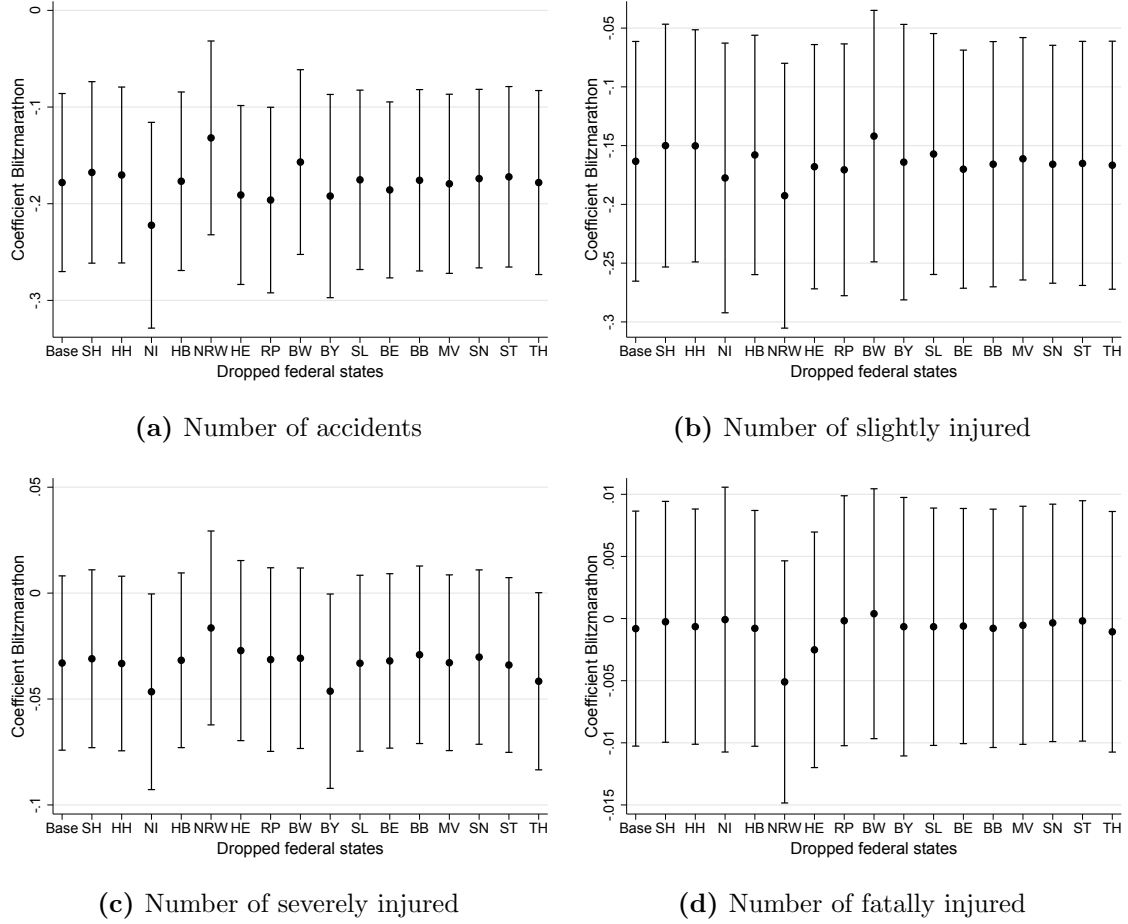 0
-.1
-.2
-.3
Coefficient Blitzmarathon
Base SH HH NI HB NRW HE RP BW BY SL BE BB MV SN ST TH
Dropped federal states
(a) Number of accidents
-.05
-.1
-.15
-.2
-.25
-.3
Coefficient Blitzmarathon
Base SH HH NI HB NRW HE RP BW BY SL BE BB MV SN ST TH
Dropped federal states
(b) Number of slightly injured
.05
0
-.05
-.1
Coefficient Blitzmarathon
Base SH HH NI HB NRW HE RP BW BY SL BE BB MV SN ST TH
Dropped federal states
(c) Number of severely injured
.01
.005
0
-.005
-.01
-.015
Coefficient Blitzmarathon
Base SH HH NI HB NRW HE RP BW BY SL BE BB MV SN ST TH
Dropped federal states
(d) Number of fatally injured